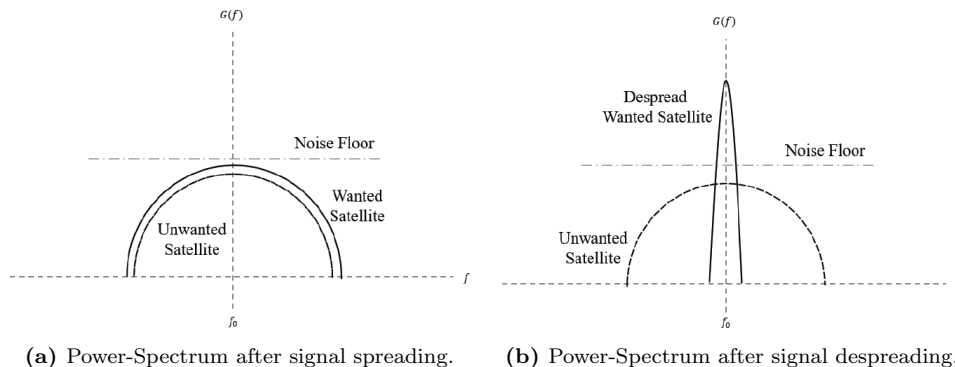 G(f)
Noise Floor
Wanted
Satellite
Unwanted
Satellite
f
f₀
(a) Power-Spectrum after signal spreading.
G(f)
Despread
Wanted Satellite
Noise Floor
Unwanted
Satellite
f₀
(b) Power-Spectrum after signal despreading.